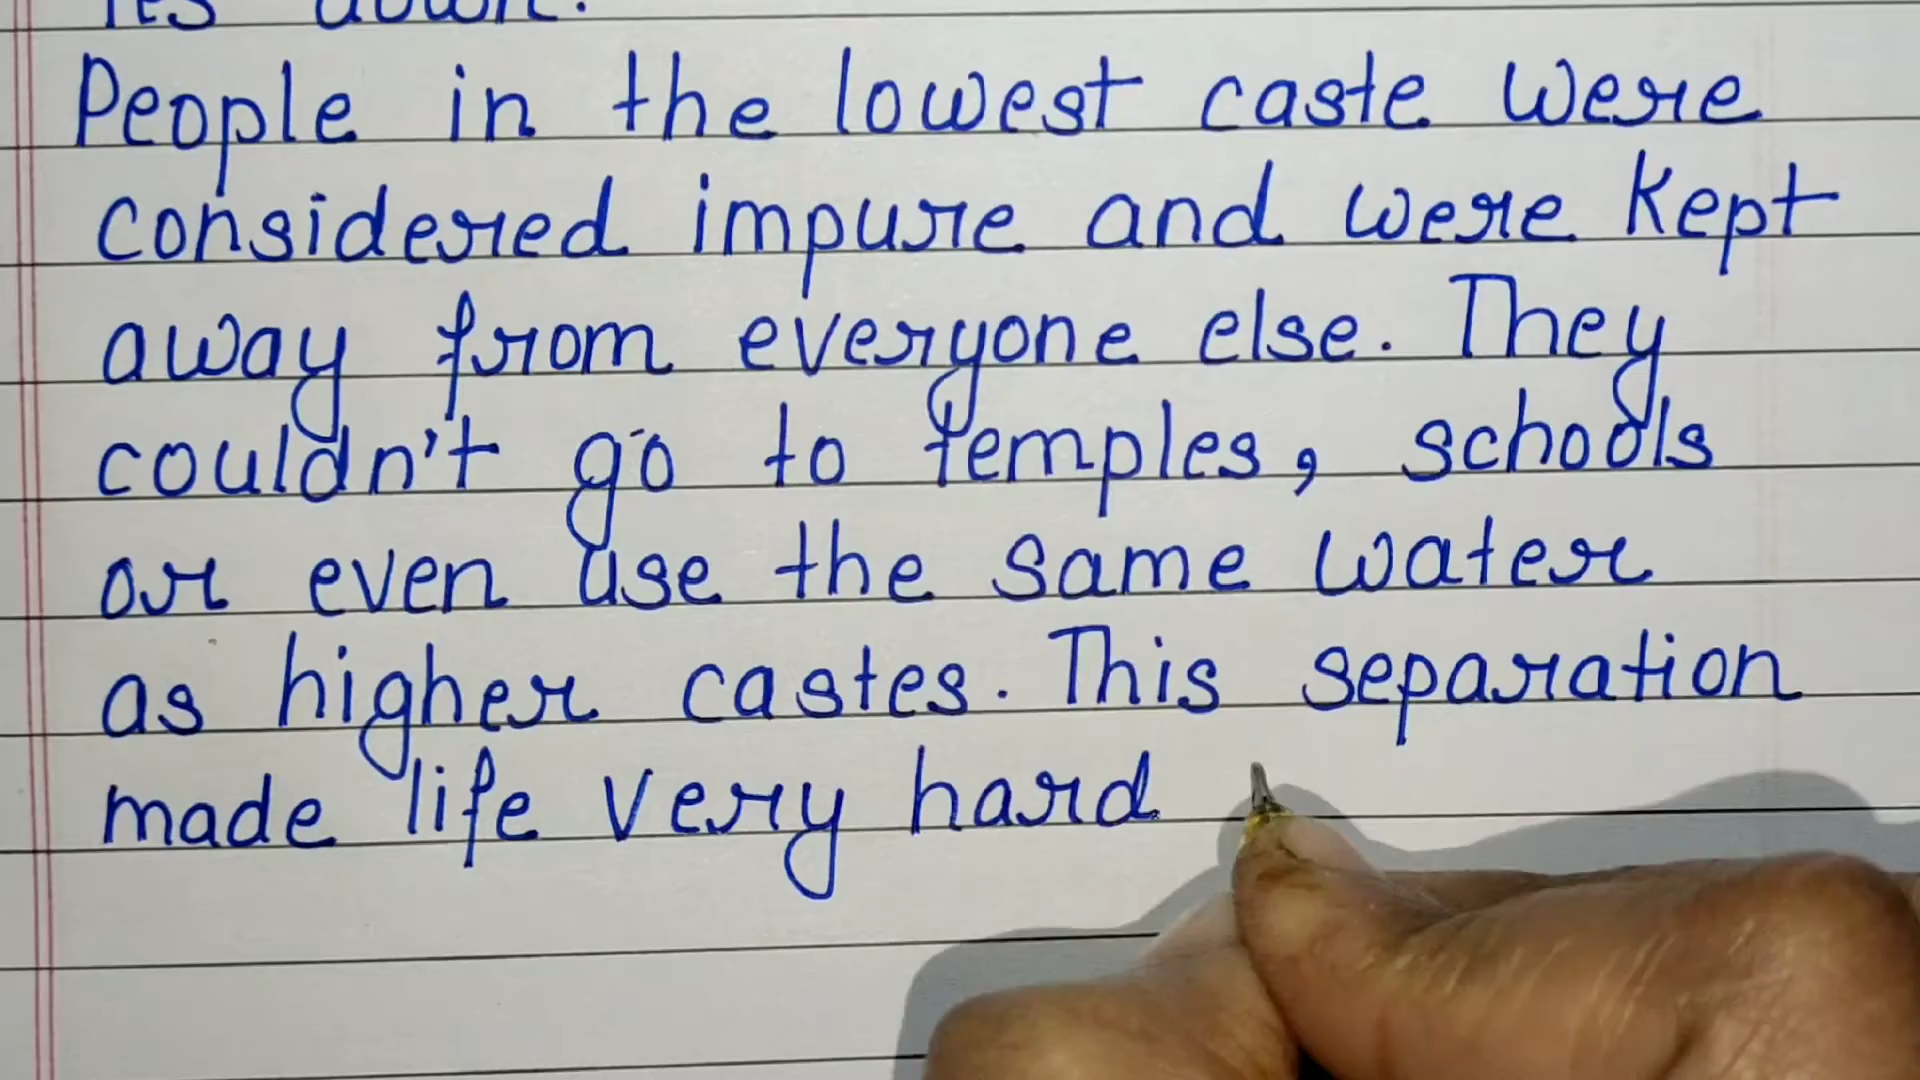 People in the lowest caste were
considered impure and were kept
away from everyone else. They
couldn't go to temples, schools
or even use the same water
as higher castes. This separation
made life very hard